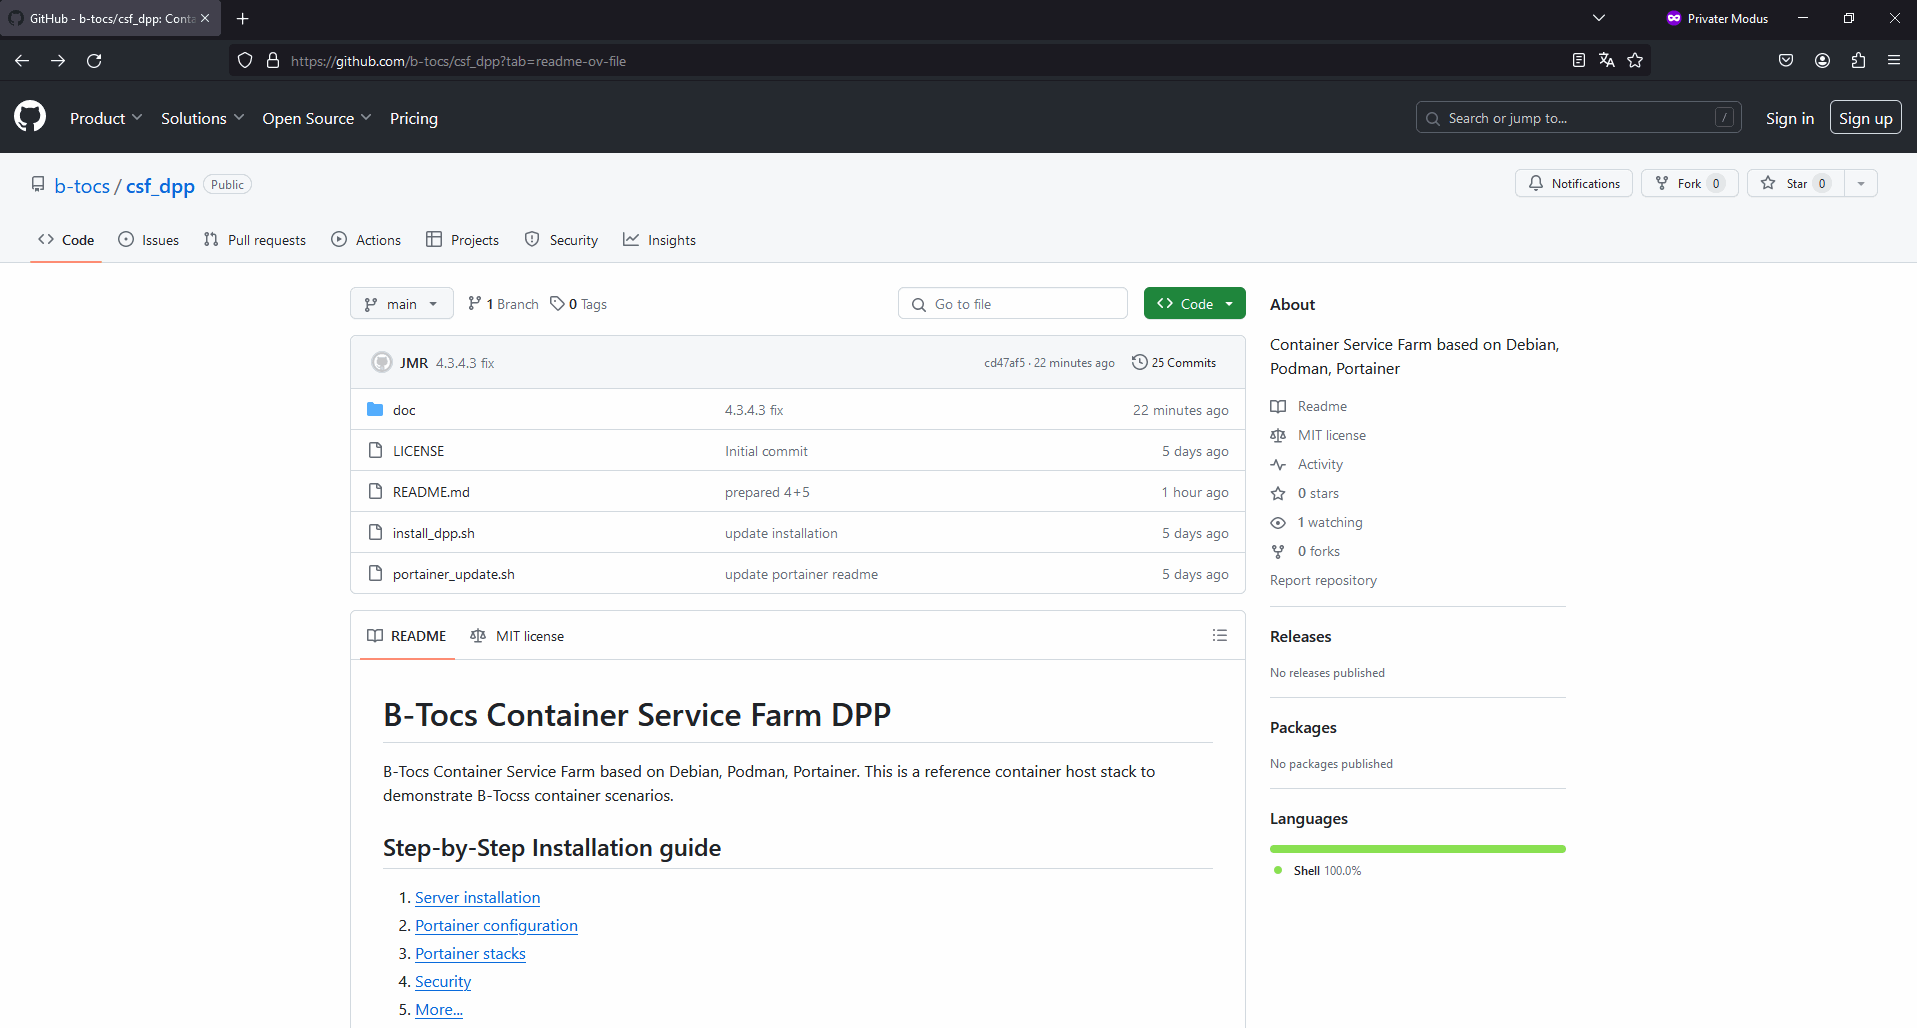 GitHub - b-tocs/csf_dpp: Conta
Privater Modus
https://github.com/b-tocs/csf_dpp?tab=readme-ov-file
Product Solutions Open Source Pricing
Search or jump to... /
Sign in Sign up
b-tocs / csf_dpp Public
Notifications Fork 0 Star 0
Code Issues Pull requests Actions Projects Security Insights
main 1 Branch 0 Tags
Go to file Code
JMR 4.3.4.3 fix cd47af5 · 22 minutes ago 25 Commits
doc 4.3.4.3 fix 22 minutes ago
LICENSE Initial commit 5 days ago
README.md prepared 4+5 1 hour ago
install_dpp.sh update installation 5 days ago
portainer_update.sh update portainer readme 5 days ago
README MIT license
B-Tocs Container Service Farm DPP
B-Tocs Container Service Farm based on Debian, Podman, Portainer. This is a reference container host stack to
demonstrate B-Tocss container scenarios.
Step-by-Step Installation guide
1. Server installation
2. Portainer configuration
3. Portainer stacks
4. Security
5. More...
About
Container Service Farm based on Debian,
Podman, Portainer
Readme
MIT license
Activity
0 stars
1 watching
0 forks
Report repository
Releases
No releases published
Packages
No packages published
Languages
Shell 100.0%